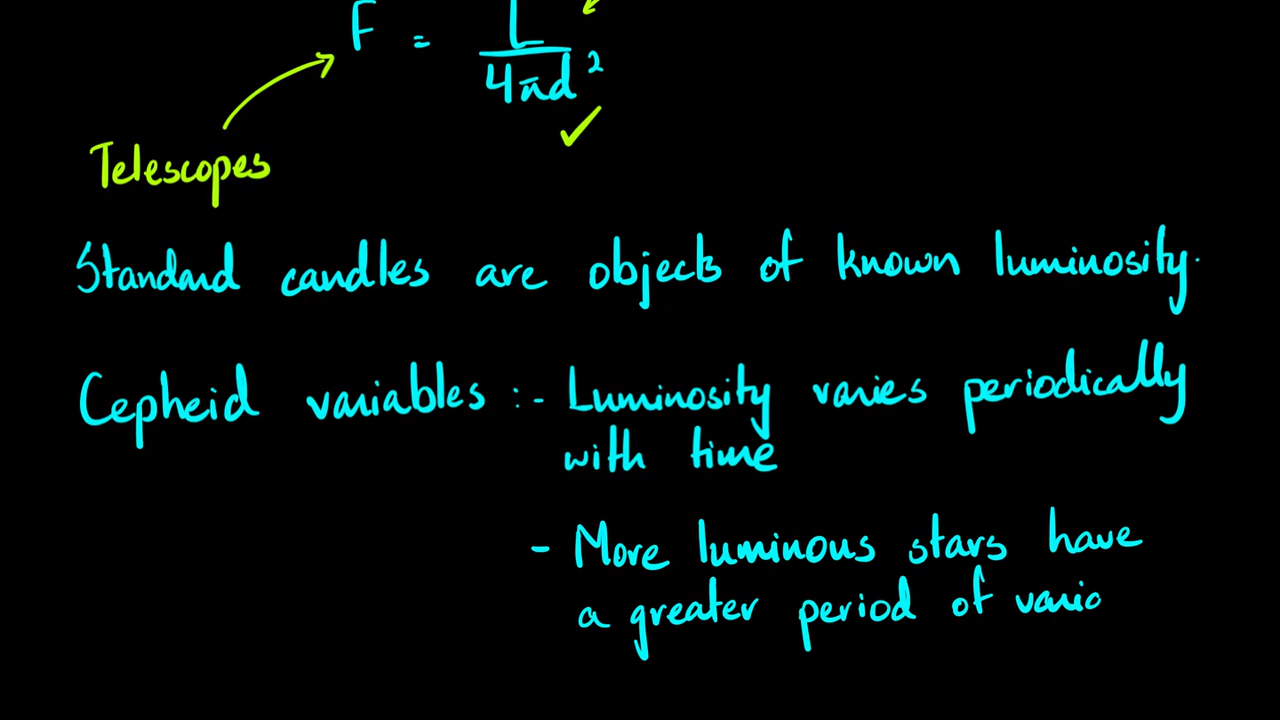 F = L / 4πd²
Telescopes
Standard candles are objects of known luminosity.
Cepheid variables :- Luminosity varies periodically
with time
- More luminous stars have
a greater period of varia